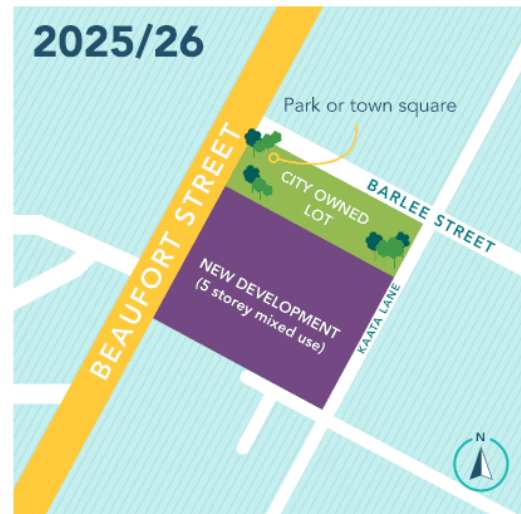 2025/26
Park or town square
BEAUFORT STREET
CITY OWNED
LOT
BARLEE STREET
NEW DEVELOPMENT
(5 storey mixed use)
KAATA LANE
N